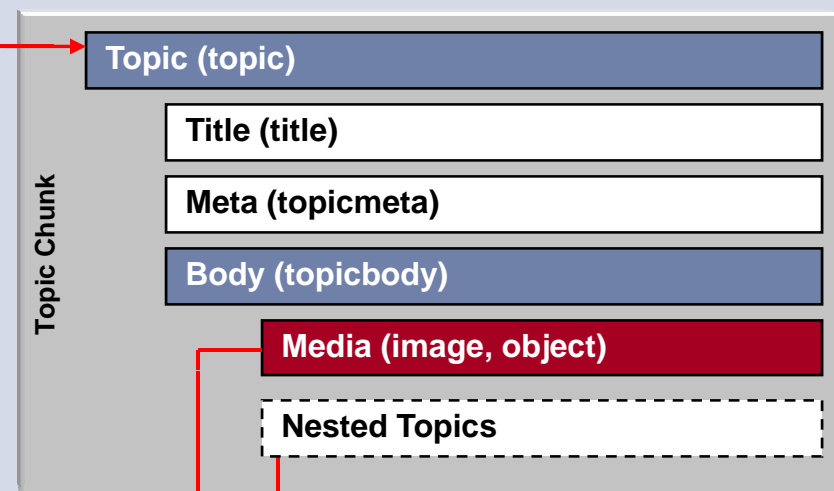 Topic Chunk
Topic (topic)
Title (title)
Meta (topicmeta)
Body (topicbody)
Media (image, object)
Nested Topics